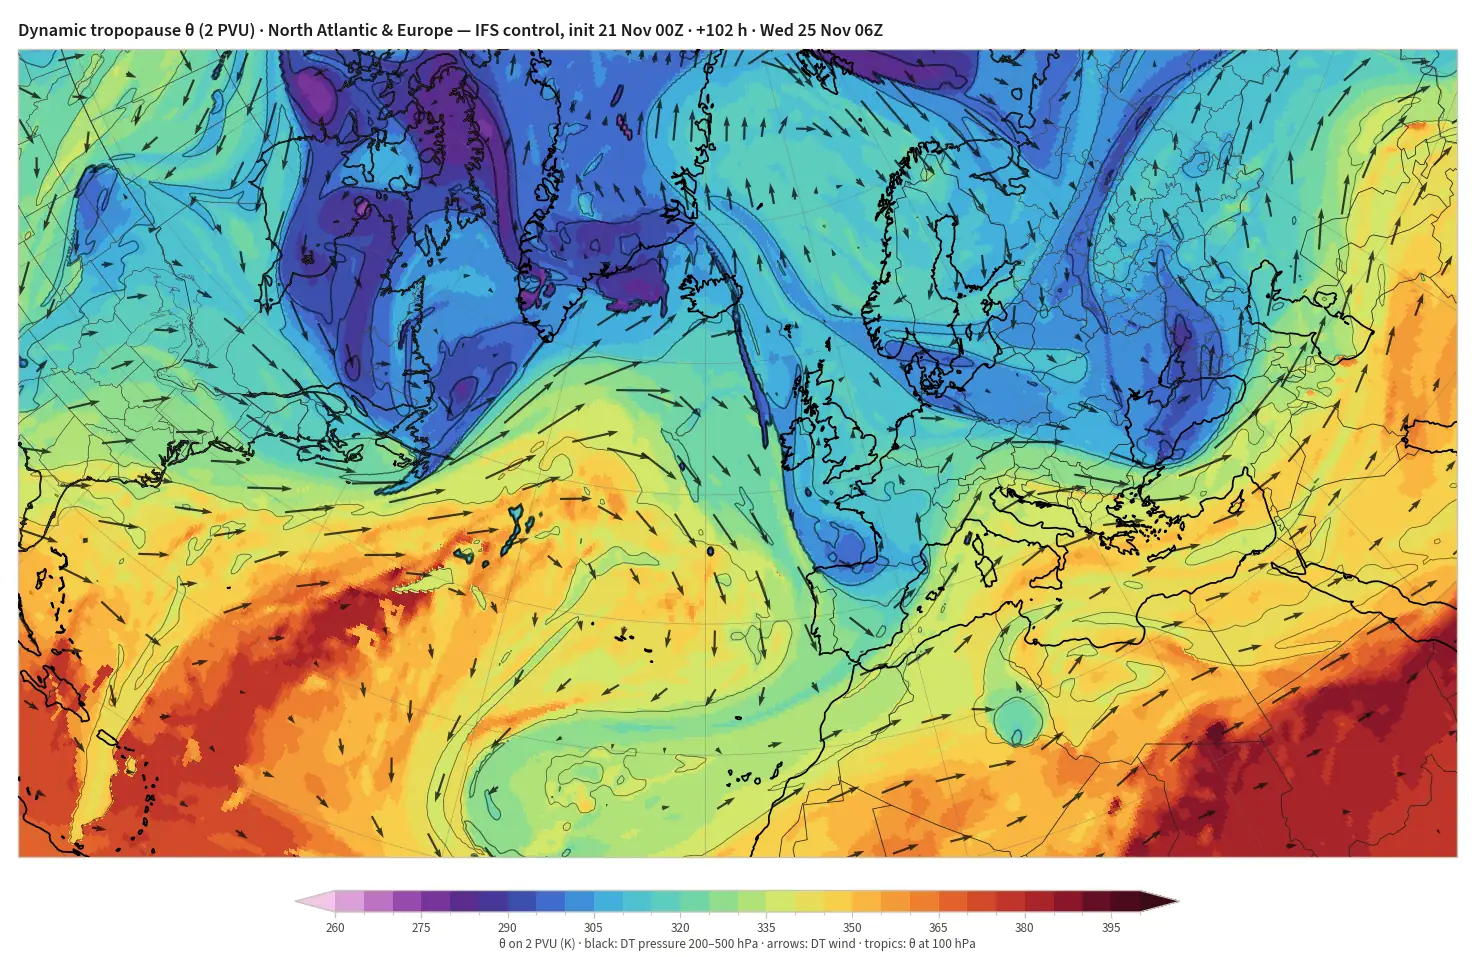 Dynamic tropopause θ (2 PVU) · North Atlantic & Europe — IFS control, init 21 Nov 00Z · +102 h · Wed 25 Nov 06Z
260 275 290 305 320 335 350 365 380 395
θ on 2 PVU (K) · black: DT pressure 200–500 hPa · arrows: DT wind · tropics: θ at 100 hPa